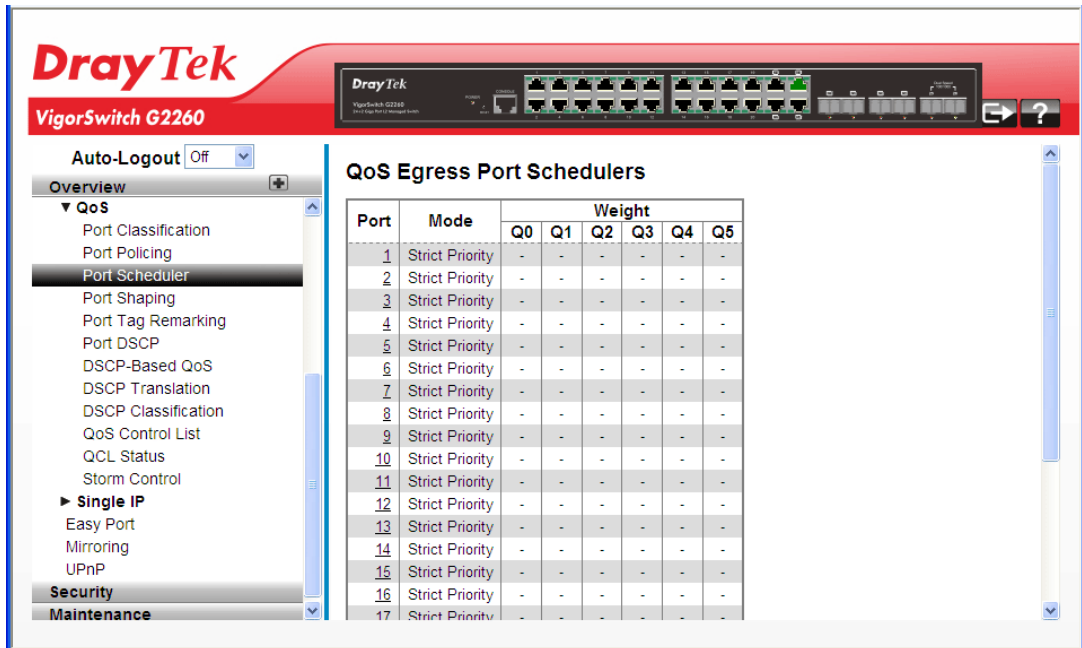 DrayTek
VigorSwitch G2260
DrayTek
VigorSwitch G2260
Auto-Logout Off
Overview
▼ QoS
Port Classification
Port Policing
Port Scheduler
Port Shaping
Port Tag Remarking
Port DSCP
DSCP-Based QoS
DSCP Translation
DSCP Classification
QoS Control List
QCL Status
Storm Control
► Single IP
Easy Port
Mirroring
UPnP
Security
Maintenance
QoS Egress Port Schedulers
Port Mode Weight
Q0 Q1 Q2 Q3 Q4 Q5
1 Strict Priority - - - - - -
2 Strict Priority - - - - - -
3 Strict Priority - - - - - -
4 Strict Priority - - - - - -
5 Strict Priority - - - - - -
6 Strict Priority - - - - - -
7 Strict Priority - - - - - -
8 Strict Priority - - - - - -
9 Strict Priority - - - - - -
10 Strict Priority - - - - - -
11 Strict Priority - - - - - -
12 Strict Priority - - - - - -
13 Strict Priority - - - - - -
14 Strict Priority - - - - - -
15 Strict Priority - - - - - -
16 Strict Priority - - - - - -
17 Strict Priority - - - - - -